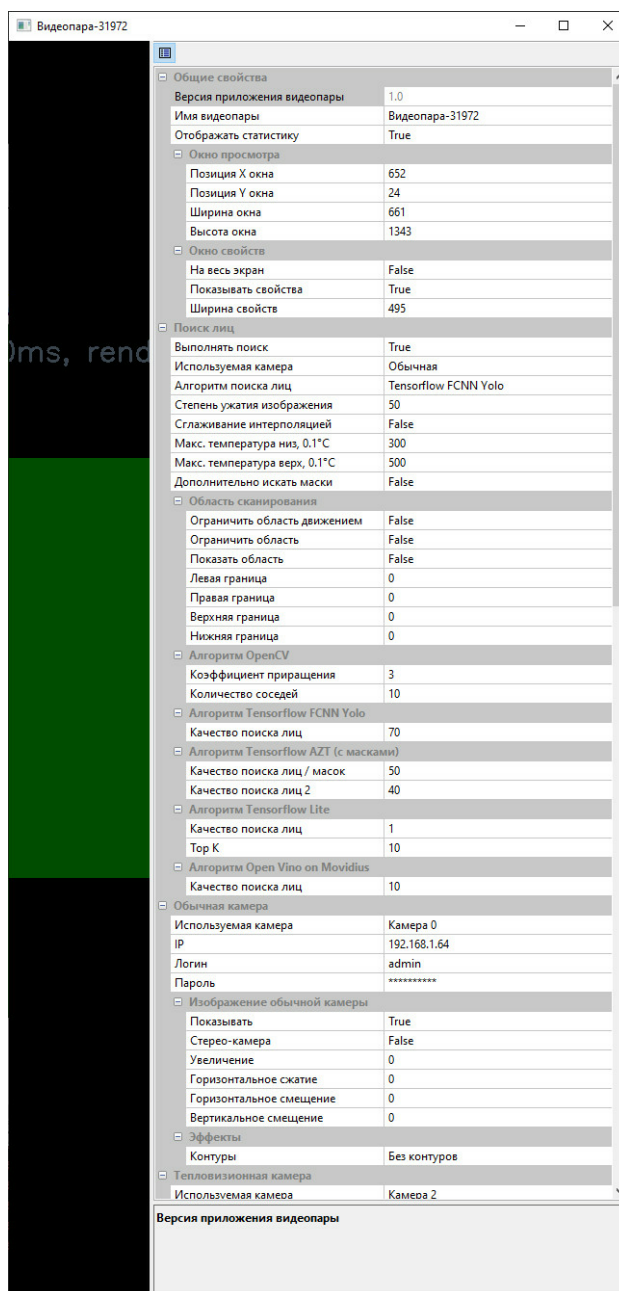 Видеопара-31972
Общие свойства
Версия приложения видеопары 1.0
Имя видеопары Видеопара-31972
Отображать статистику True
Окно просмотра
Позиция X окна 652
Позиция Y окна 24
Ширина окна 661
Высота окна 1343
Окно свойств
На весь экран False
Показывать свойства True
Ширина свойств 495
Поиск лиц
Выполнять поиск True
ms, rend
Используемая камера Обычная
Алгоритм поиска лиц Tensorflow FCNN Yolo
Степень ужатия изображения 50
Сглаживание интерполяцией False
Макс. температура низ, 0.1°C 300
Макс. температура верх, 0.1°C 500
Дополнительно искать маски False
Область сканирования
Ограничить область движением False
Ограничить область False
Показать область False
Левая граница 0
Правая граница 0
Верхняя граница 0
Нижняя граница 0
Алгоритм OpenCV
Коэффициент приращения 3
Количество соседей 10
Алгоритм Tensorflow FCNN Yolo
Качество поиска лиц 70
Алгоритм Tensorflow AZT (с масками)
Качество поиска лиц / масок 50
Качество поиска лиц 2 40
Алгоритм Tensorflow Lite
Качество поиска лиц 1
Top K 10
Алгоритм Open Vino on Movidius
Качество поиска лиц 10
Обычная камера
Используемая камера Камера 0
IP 192.168.1.64
Логин admin
Пароль **********
Изображение обычной камеры
Показывать True
Стерео-камера False
Увеличение 0
Горизонтальное сжатие 0
Горизонтальное смещение 0
Вертикальное смещение 0
Эффекты
Контуры Без контуров
Тепловизионная камера
Используемая камера Камера 2
Версия приложения видеопары